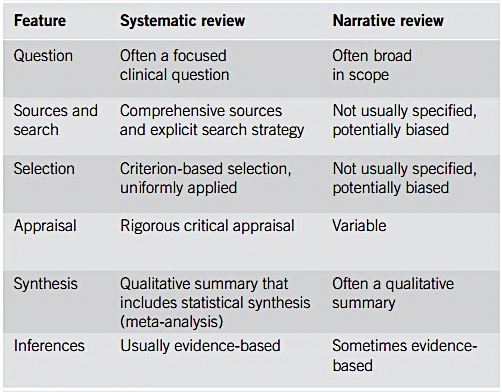 Feature Systematic review Narrative review
Question Often a focused Often broad
clinical question in scope
Sources and Comprehensive sources Not usually specified,
search and explicit search strategy potentially biased
Selection Criterion-based selection, Not usually specified,
uniformly applied potentially biased
Appraisal Rigorous critical appraisal Variable
Synthesis Qualitative summary that Often a qualitative
includes statistical synthesis summary
(meta-analysis)
Inferences Usually evidence-based Sometimes evidence-
based